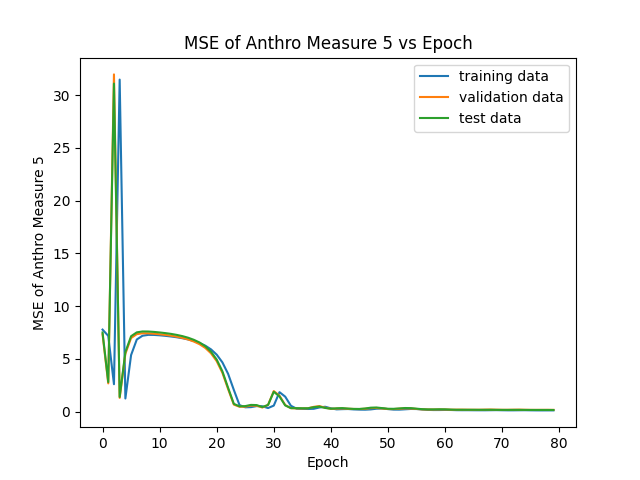 MSE of Anthro Measure 5 vs Epoch
training data
validation data
test data
MSE of Anthro Measure 5
30
25
20
15
10
5
0
0 10 20 30 40 50 60 70 80
Epoch